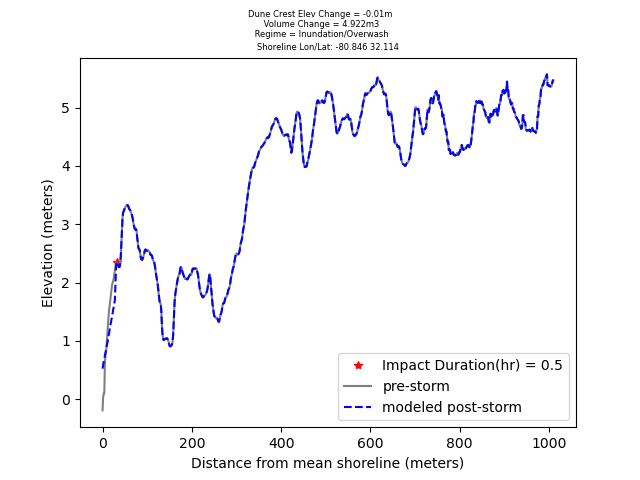 Dune Crest Elev Change = -0.01m
Volume Change = 4.922m3
Regime = Inundation/Overwash
Shoreline Lon/Lat: -80.846 32.114
Elevation (meters)
5
4
3
2
1
0
Impact Duration(hr) = 0.5
pre-storm
modeled post-storm
0 200 400 600 800 1000
Distance from mean shoreline (meters)